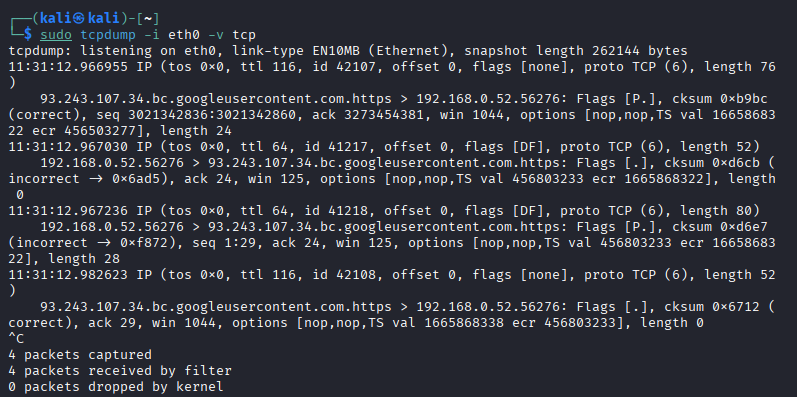 ┌──(kali㉿kali)-[~]
└─$ sudo tcpdump -i eth0 -v tcp
tcpdump: listening on eth0, link-type EN10MB (Ethernet), snapshot length 262144 bytes
11:31:12.966955 IP (tos 0×0, ttl 116, id 42107, offset 0, flags [none], proto TCP (6), length 76
)
    93.243.107.34.bc.googleusercontent.com.https > 192.168.0.52.56276: Flags [P.], cksum 0×b9bc
(correct), seq 3021342836:3021342860, ack 3273454381, win 1044, options [nop,nop,TS val 16658683
22 ecr 456503277], length 24
11:31:12.967030 IP (tos 0×0, ttl 64, id 41217, offset 0, flags [DF], proto TCP (6), length 52)
    192.168.0.52.56276 > 93.243.107.34.bc.googleusercontent.com.https: Flags [.], cksum 0×d6cb (
incorrect → 0×6ad5), ack 24, win 125, options [nop,nop,TS val 456803233 ecr 1665868322], length
 0
11:31:12.967236 IP (tos 0×0, ttl 64, id 41218, offset 0, flags [DF], proto TCP (6), length 80)
    192.168.0.52.56276 > 93.243.107.34.bc.googleusercontent.com.https: Flags [P.], cksum 0×d6e7
(incorrect → 0×f872), seq 1:29, ack 24, win 125, options [nop,nop,TS val 456803233 ecr 16658683
22], length 28
11:31:12.982623 IP (tos 0×0, ttl 116, id 42108, offset 0, flags [none], proto TCP (6), length 52
)
    93.243.107.34.bc.googleusercontent.com.https > 192.168.0.52.56276: Flags [.], cksum 0×6712 (
correct), ack 29, win 1044, options [nop,nop,TS val 1665868338 ecr 456803233], length 0
^C
4 packets captured
4 packets received by filter
0 packets dropped by kernel